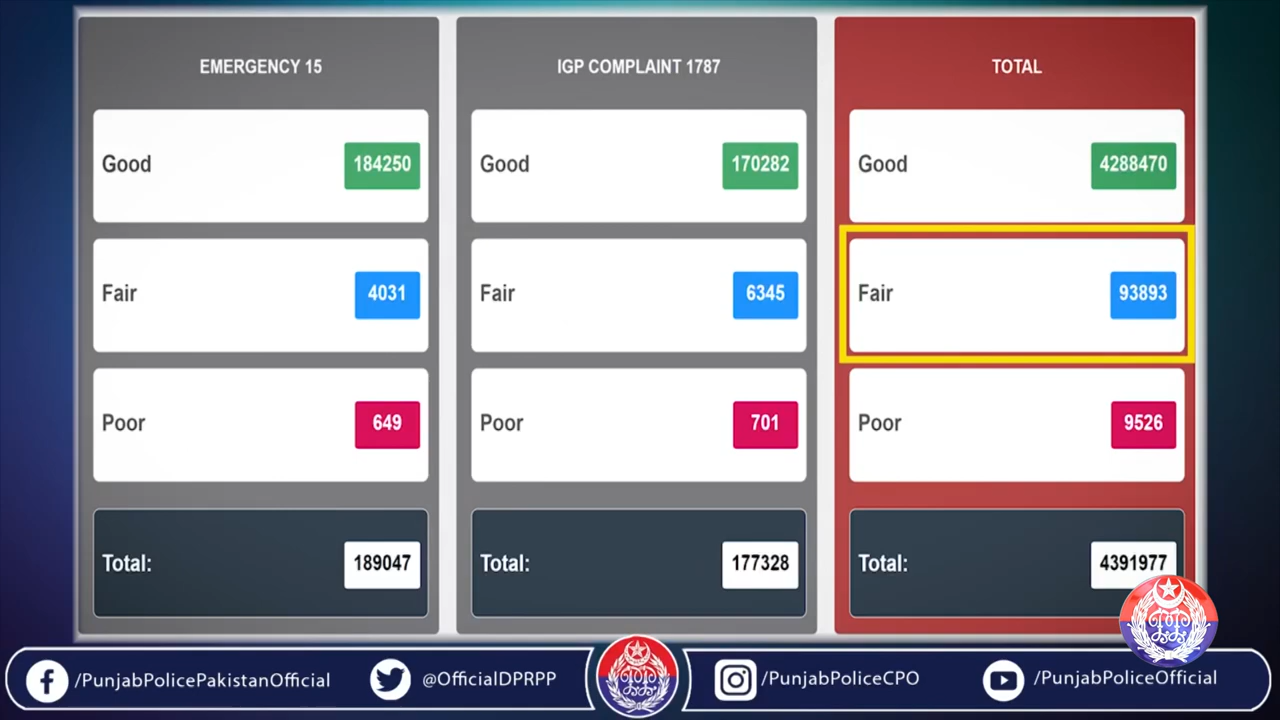 EMERGENCY 15
Good 184250
Fair 4031
Poor 649
Total: 189047
IGP COMPLAINT 1787
Good 170282
Fair 6345
Poor 701
Total: 177328
TOTAL
Good 4288470
Fair 93893
Poor 9526
Total: 4391977
/PunjabPolicePakistanOfficial
@OfficialDPRPP
/PunjabPoliceCPO
/PunjabPoliceOfficial